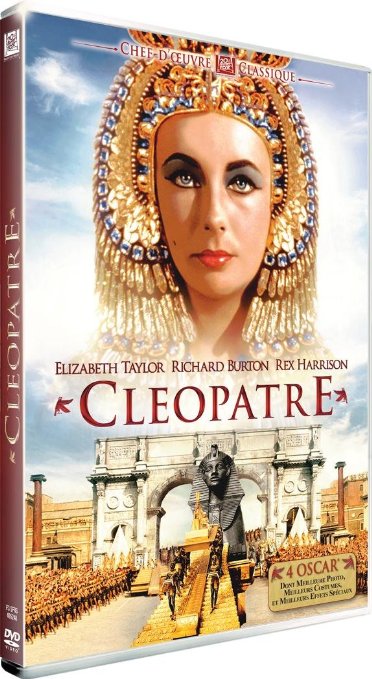 CHEF-D'ŒUVRE CLASSIQUE
ELIZABETH TAYLOR RICHARD BURTON REX HARRISON
CLEOPATRE
4 OSCAR
DONT MEILLEURE PHOTO,
MEILLEURS COSTUMES,
ET MEILLEURS EFFETS SPÉCIAUX
CLEOPATRE
DVD
VIDEO